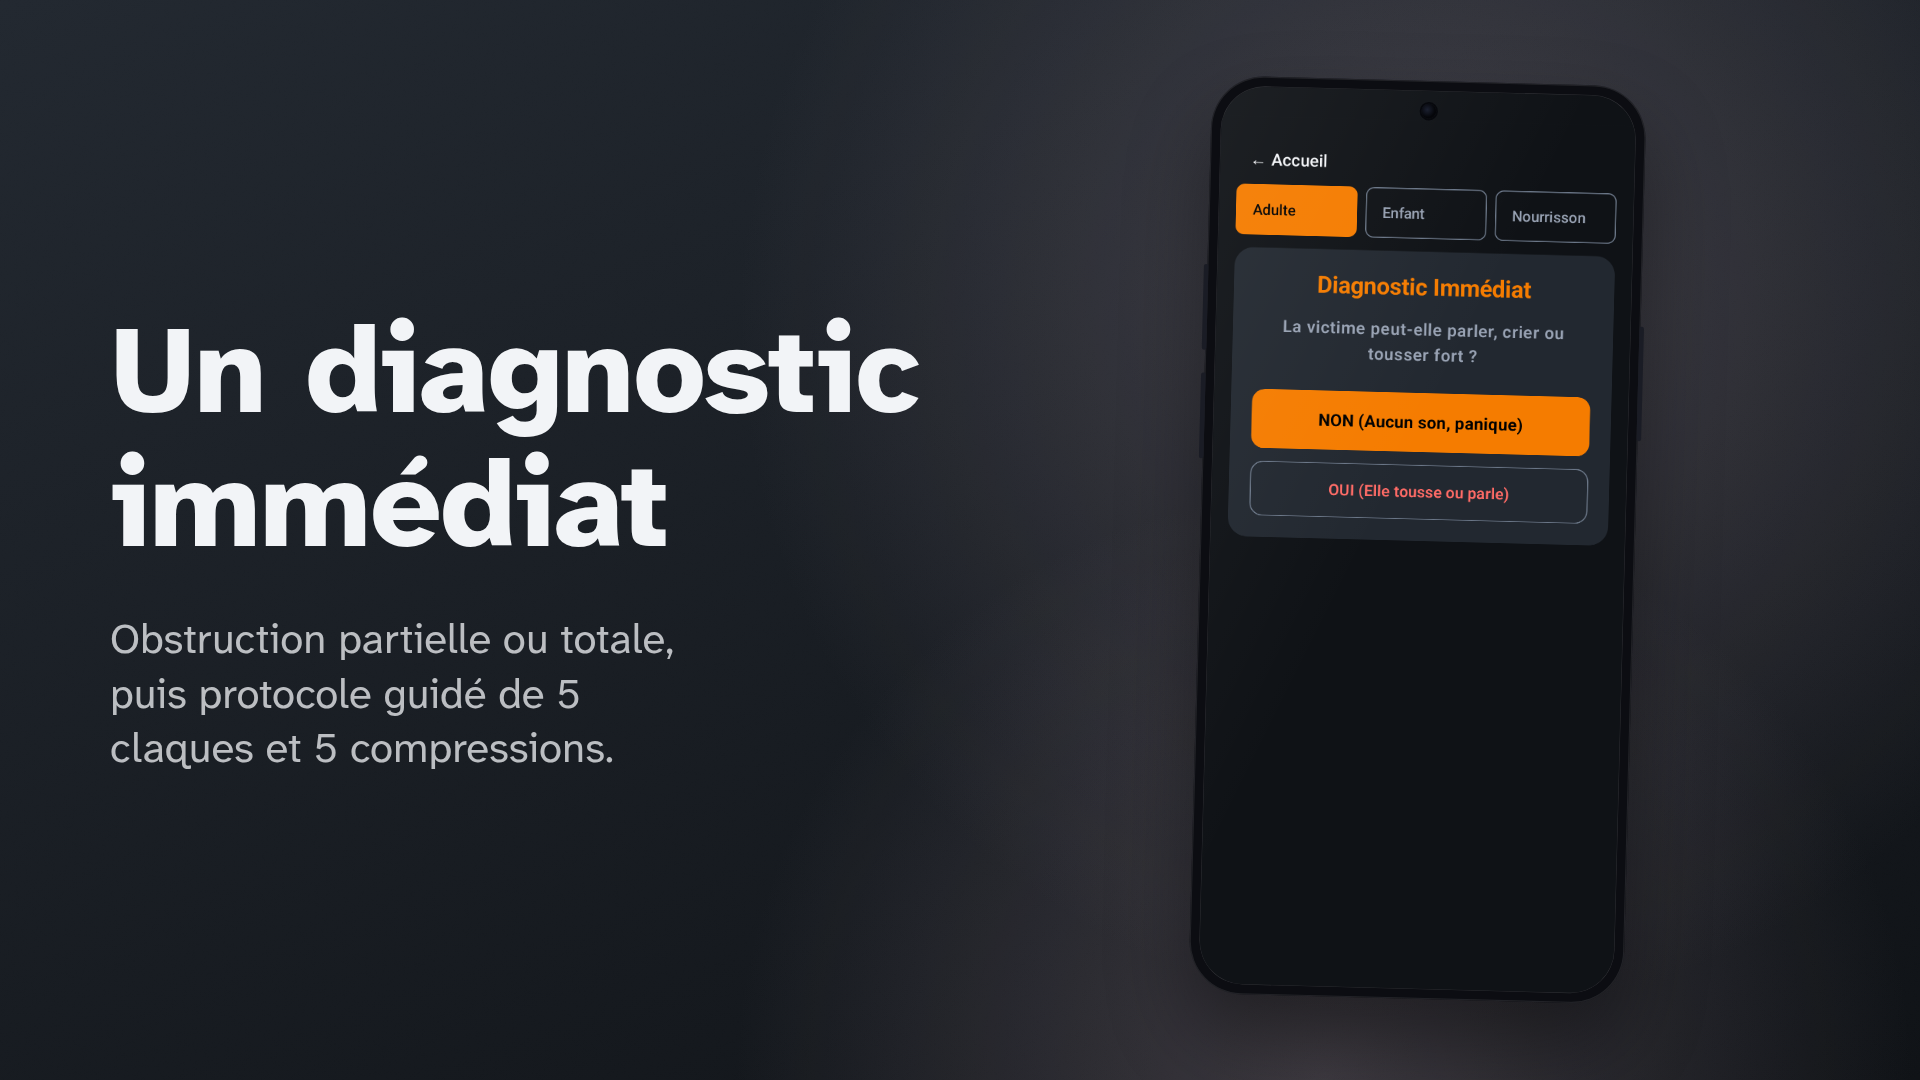 Un diagnostic
immédiat
Obstruction partielle ou totale,
puis protocole guidé de 5
claques et 5 compressions.
← Accueil
Adulte
Enfant
Nourrisson
Diagnostic Immédiat
La victime peut-elle parler, crier ou
tousser fort ?
NON (Aucun son, panique)
OUI (Elle tousse ou parle)